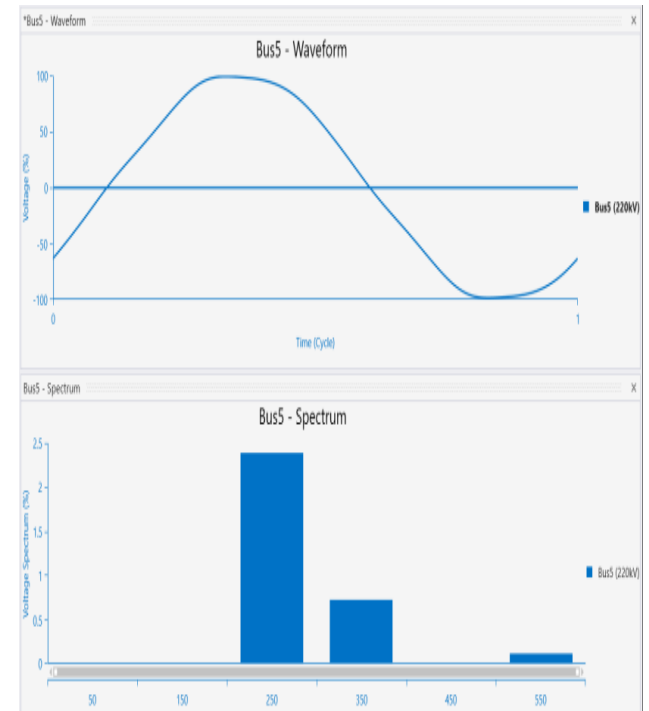 *Bus5 - Waveform X
Bus5 - Waveform
100
50
0
-50
-100
Voltage (%)
Bus5 (220kV)
0 1
Time (Cycle)
Bus5 - Spectrum X
Bus5 - Spectrum
2.5
2
1.5
1
0.5
0
Voltage Spectrum (%)
Bus5 (220kV)
50 150 250 350 450 550